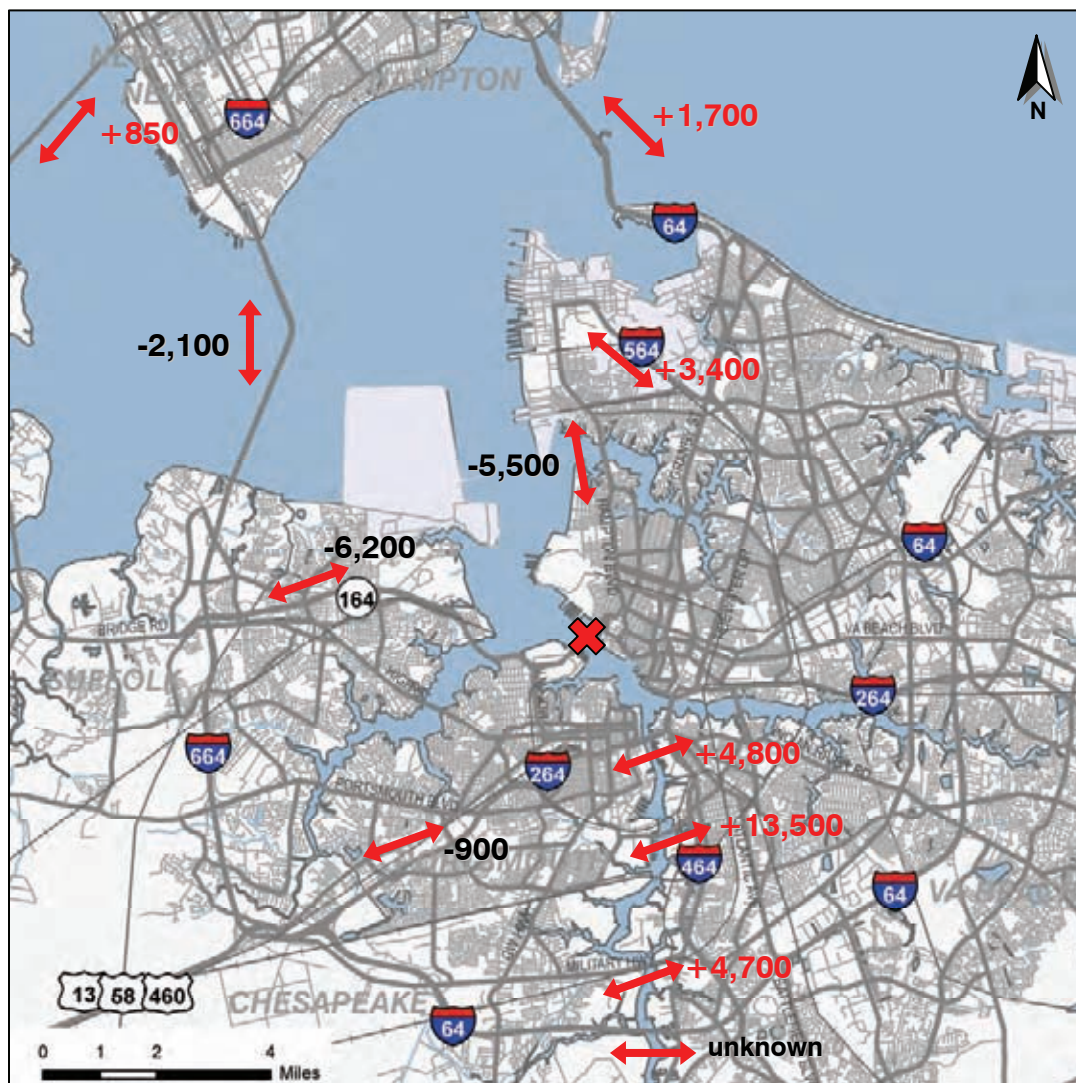 HAMPTON
N
+850
664
+1,700
64
564
+3,400
-2,100
-5,500
64
-6,200
164
BRIDGE RD
VA BEACH BLVD
SUFFOLK
264
664
+4,800
264
PORTSMOUTH BLVD
+13,500
-900
464
64
MILITARY HWY
+4,700
13 58 460
CHESAPEAKE
64
unknown
0 1 2 4
Miles